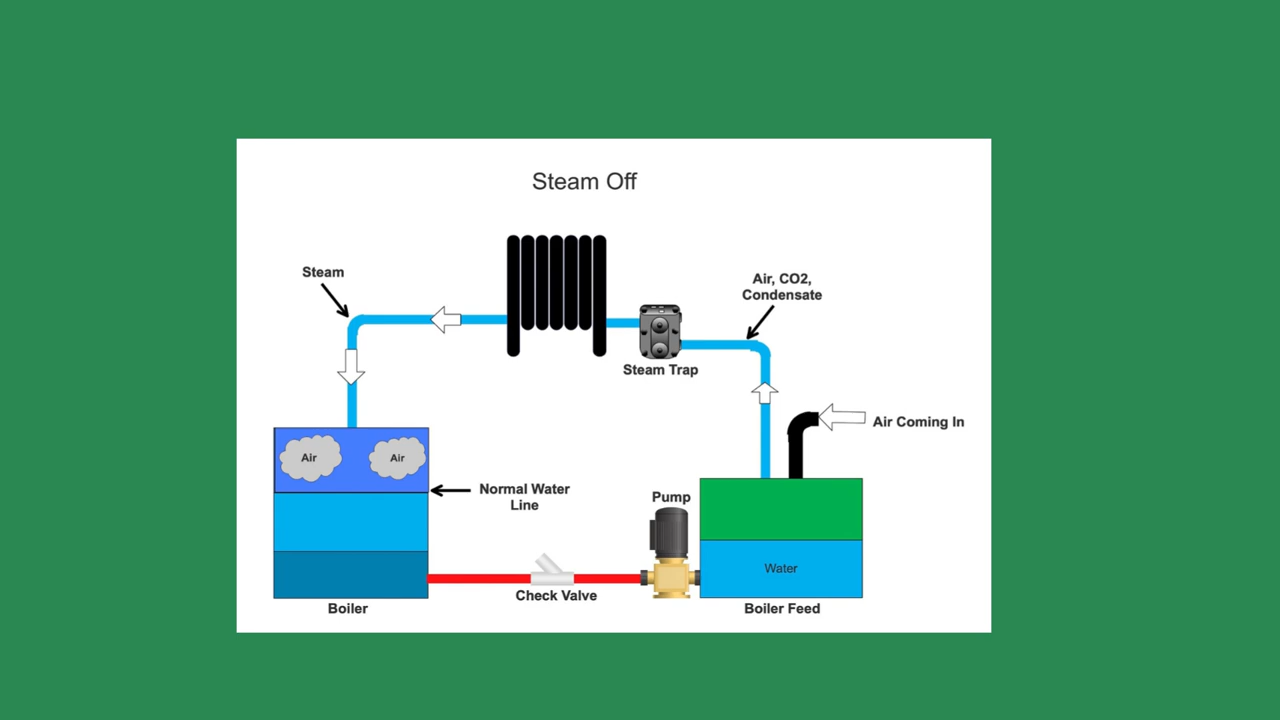 Steam Off
Steam
Air, CO2,
Condensate
Steam Trap
Air Coming In
Air
Air
Normal Water
Line
Pump
Water
Check Valve
Boiler
Boiler Feed